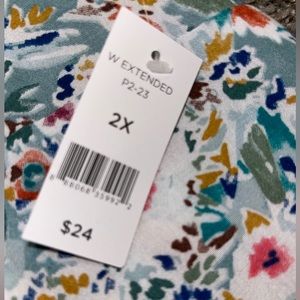 W EXTENDED
P2-23
2X
$24